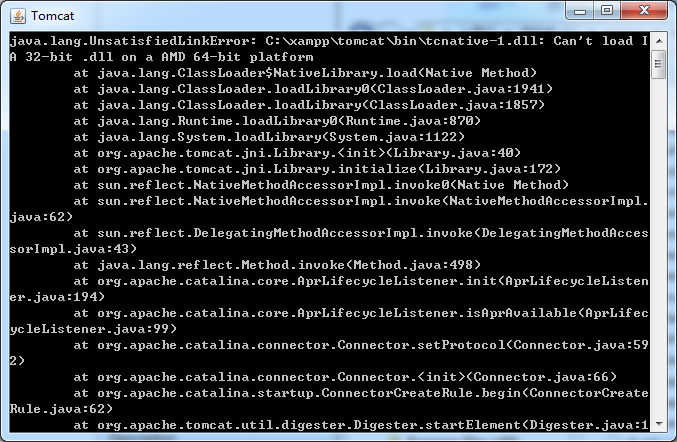 Tomcat
java.lang.UnsatisfiedLinkError: C:\xampp\tomcat\bin\tcnative-1.dll: Can't load I
A 32-bit .dll on a AMD 64-bit platform
        at java.lang.ClassLoader$NativeLibrary.load(Native Method)
        at java.lang.ClassLoader.loadLibrary0(ClassLoader.java:1941)
        at java.lang.ClassLoader.loadLibrary(ClassLoader.java:1857)
        at java.lang.Runtime.loadLibrary0(Runtime.java:870)
        at java.lang.System.loadLibrary(System.java:1122)
        at org.apache.tomcat.jni.Library.<init>(Library.java:40)
        at org.apache.tomcat.jni.Library.initialize(Library.java:172)
        at sun.reflect.NativeMethodAccessorImpl.invoke0(Native Method)
        at sun.reflect.NativeMethodAccessorImpl.invoke(NativeMethodAccessorImpl.
java:62)
        at sun.reflect.DelegatingMethodAccessorImpl.invoke(DelegatingMethodAcces
sorImpl.java:43)
        at java.lang.reflect.Method.invoke(Method.java:498)
        at org.apache.catalina.core.AprLifecycleListener.init(AprLifecycleListen
er.java:194)
        at org.apache.catalina.core.AprLifecycleListener.isAprAvailable(AprLifec
ycleListener.java:99)
        at org.apache.catalina.connector.Connector.setProtocol(Connector.java:59
2)
        at org.apache.catalina.connector.Connector.<init>(Connector.java:66)
        at org.apache.catalina.startup.ConnectorCreateRule.begin(ConnectorCreate
Rule.java:62)
        at org.apache.tomcat.util.digester.Digester.startElement(Digester.java:1